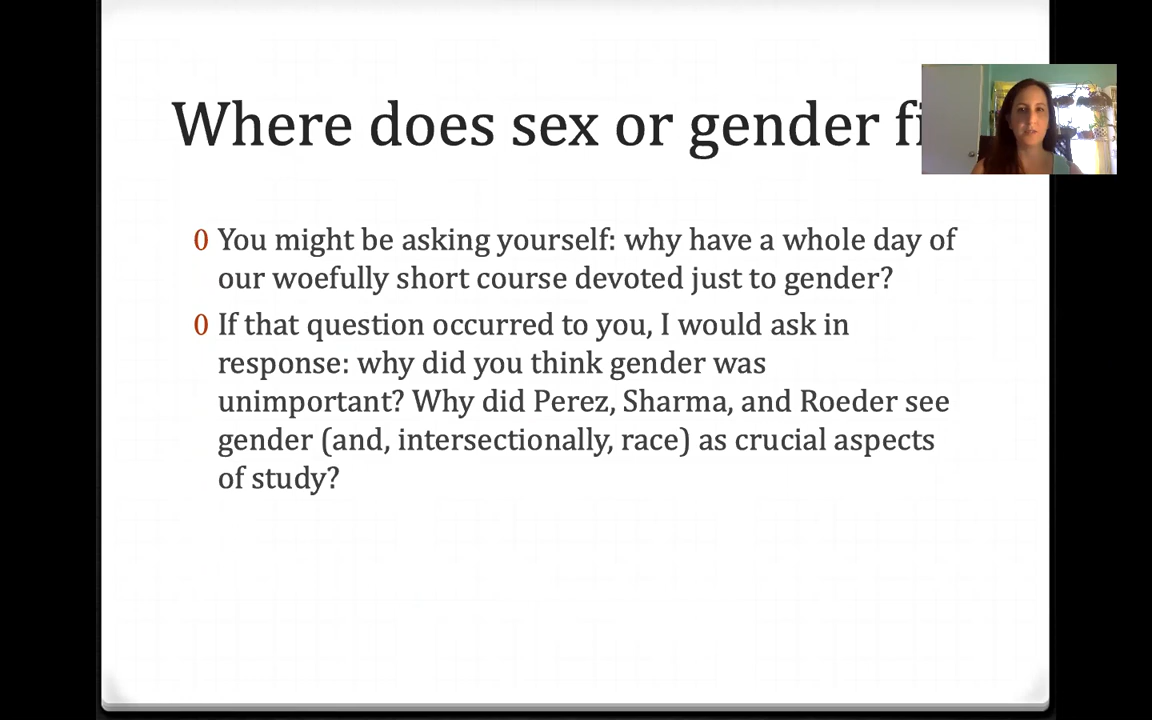 Where does sex or gender
0 You might be asking yourself: why have a whole day of
our woefully short course devoted just to gender?
0 If that question occurred to you, I would ask in
response: why did you think gender was
unimportant? Why did Perez, Sharma, and Roeder see
gender (and, intersectionally, race) as crucial aspects
of study?